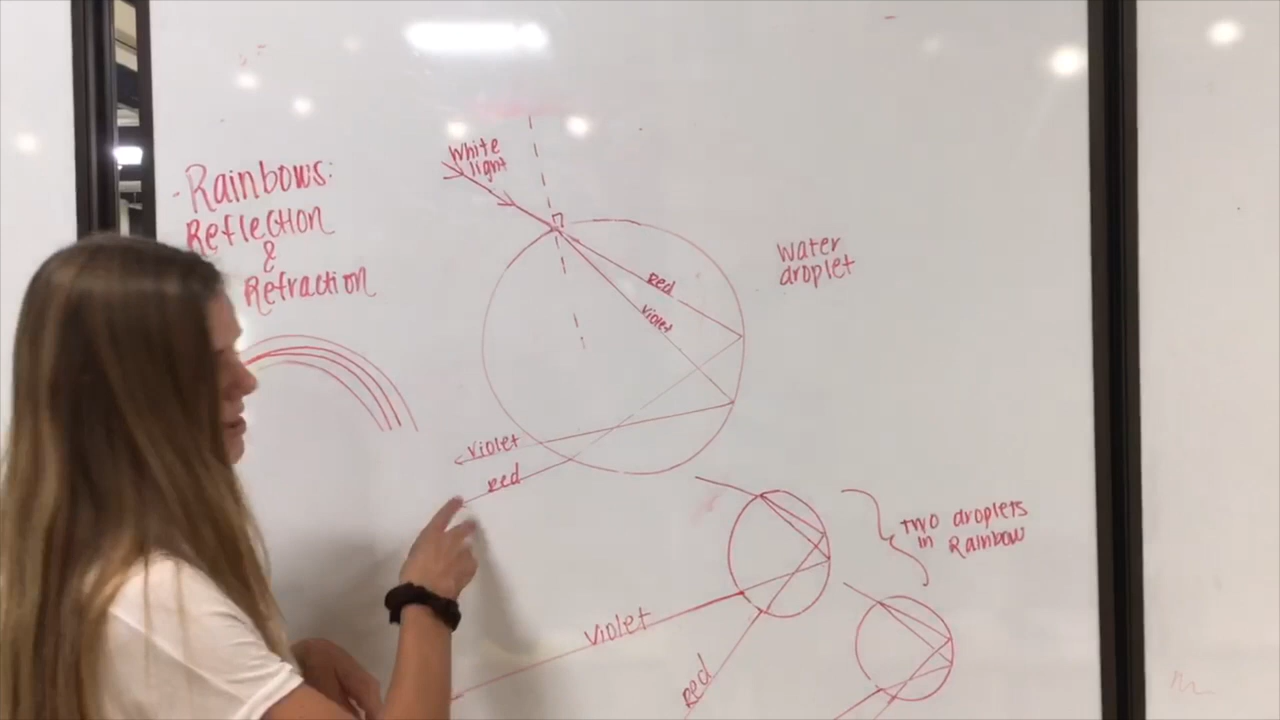 - Rainbows:
Reflection
&
Refraction
White
light
Red
Violet
Water
droplet
Violet
Red
Two droplets
in Rainbow
Violet
Red